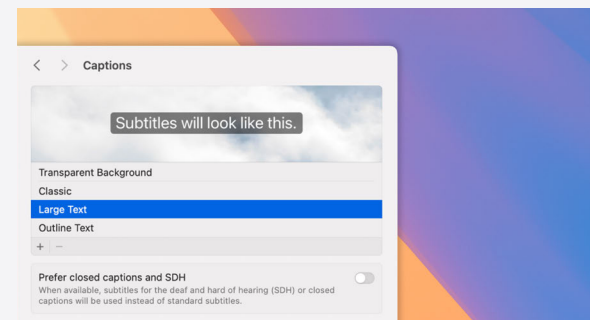 Captions
Subtitles will look like this.
Transparent Background
Classic
Large Text
Outline Text
Prefer closed captions and SDH
When available, subtitles for the deaf and hard of hearing (SDH) or closed
captions will be used instead of standard subtitles.